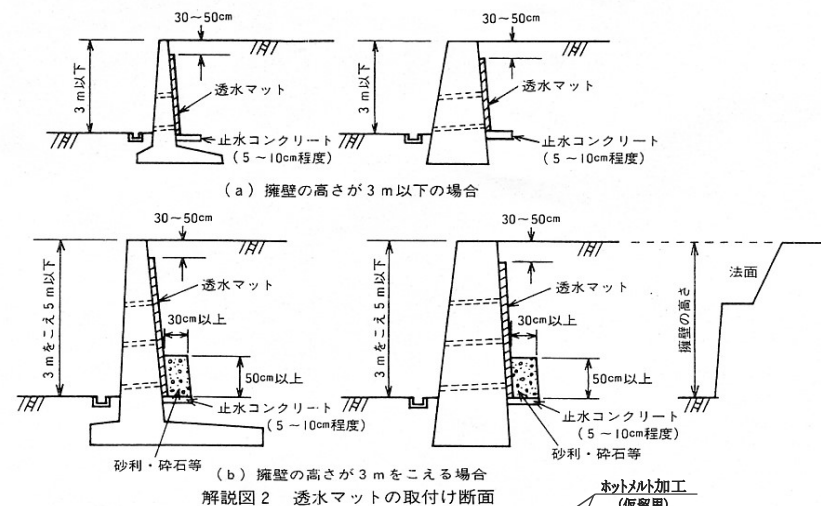 30～50cm
30～50cm
3m以下
透水マット
止水コンクリート
（5～10cm程度）
3m以下
透水マット
止水コンクリート
（5～10cm程度）
（a）擁壁の高さが3m以下の場合
30～50cm
30～50cm
3mをこえ5m以下
透水マット
30cm以上
50cm以上
止水コンクリート
（5～10cm程度）
砂利・砕石等
3mをこえ5m以下
透水マット
30cm以上
50cm以上
止水コンクリート
（5～10cm程度）
砂利・砕石等
擁壁の高さ
法面
（b）擁壁の高さが3mをこえる場合
解説図2 透水マットの取付け断面
ホットメルト加工
（仮留用）